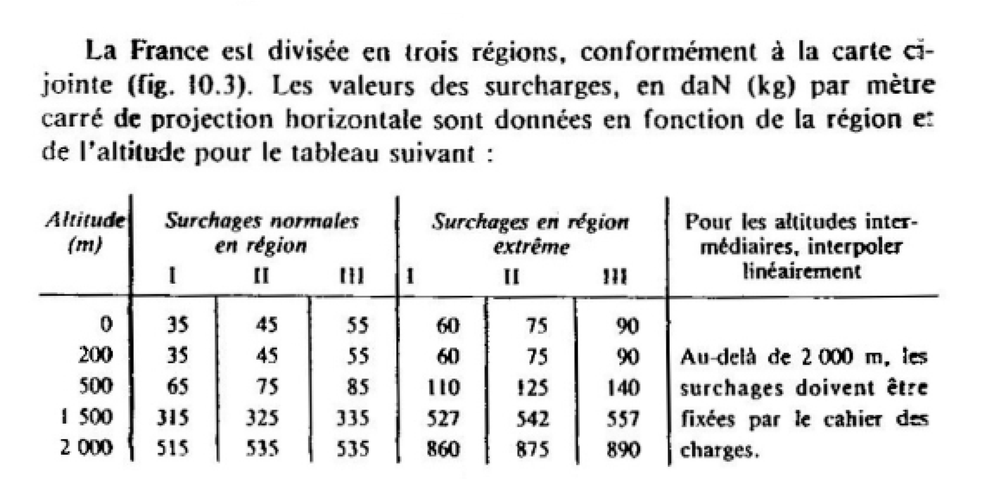 La France est divisée en trois régions, conformément à la carte ci-
jointe (fig. 10.3). Les valeurs des surcharges, en daN (kg) par mètre
carré de projection horizontale sont données en fonction de la région et
de l'altitude pour le tableau suivant :
Altitude Surchages normales Surchages en région Pour les altitudes inter-
(m) en région extrême médiaires, interpoler
I II III I II III linéairement
0 35 45 55 60 75 90
200 35 45 55 60 75 90 Au-delà de 2 000 m, les
500 65 75 85 110 125 140 surchages doivent être
1 500 315 325 335 527 542 557 fixées par le cahier des
2 000 515 535 535 860 875 890 charges.